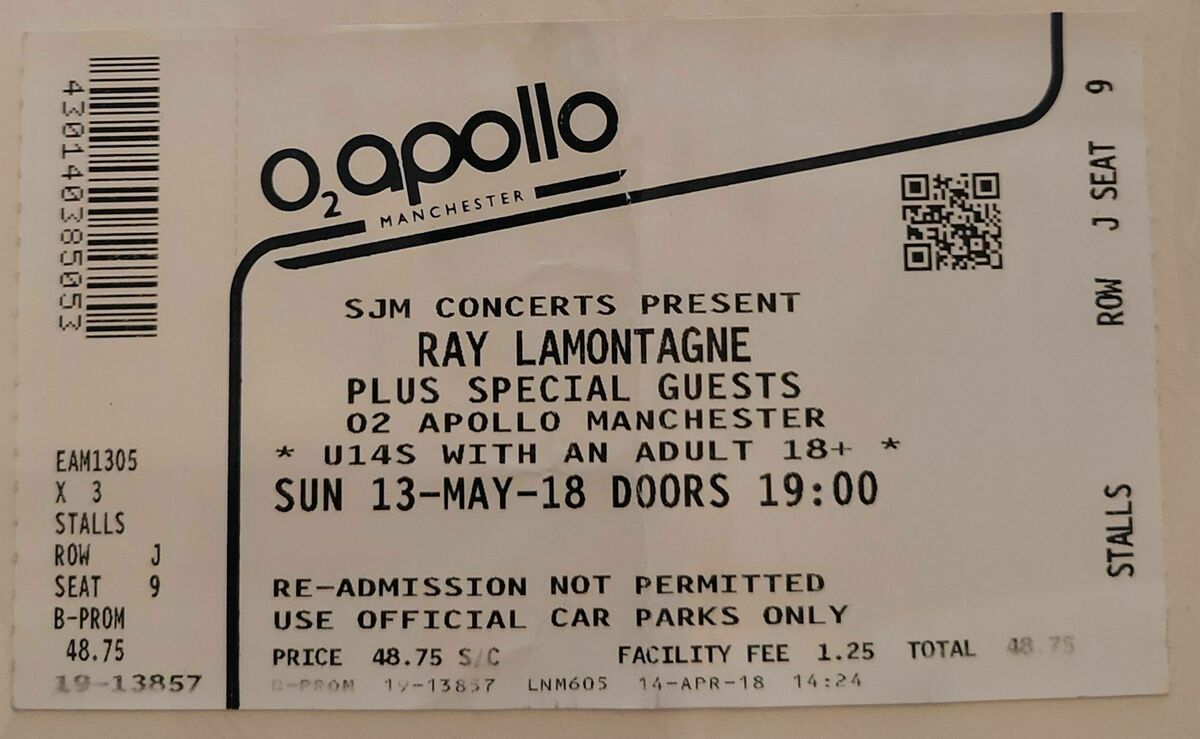 430140385053
EAM1305
X 3
STALLS
ROW J
SEAT 9
B-PROM
48.75
19-13857
O2 apollo
MANCHESTER
SJM CONCERTS PRESENT
RAY LAMONTAGNE
PLUS SPECIAL GUESTS
O2 APOLLO MANCHESTER
* U14S WITH AN ADULT 18+ *
SUN 13-MAY-18 DOORS 19:00
RE-ADMISSION NOT PERMITTED
USE OFFICIAL CAR PARKS ONLY
PRICE 48.75 S/C FACILITY FEE 1.25 TOTAL 48.75
B-PROM 19-13857 LNM605 14-APR-18 14:24
STALLS ROW J SEAT 9